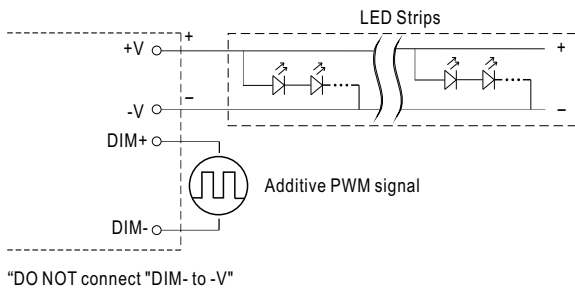 LED Strips
+V
+
+
-V
–
–
DIM+
Additive PWM signal
DIM-
“DO NOT connect "DIM- to -V"